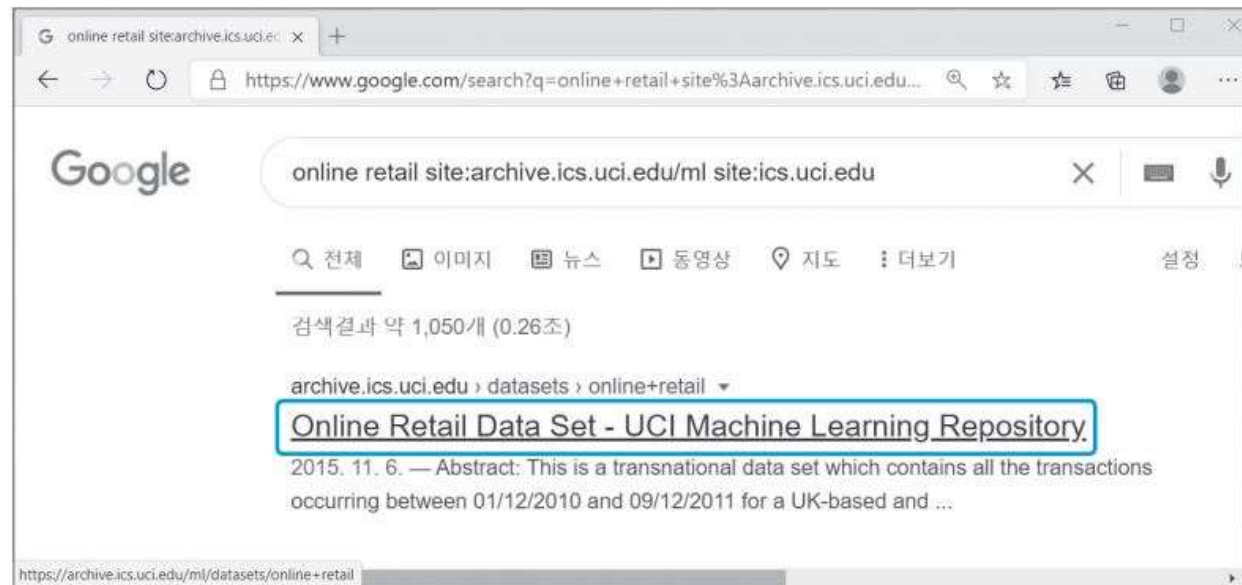 G online retail site:archive.ics.uci.ec
https://www.google.com/search?q=online+retail+site%3Aarchive.ics.uci.edu...
Google
online retail site:archive.ics.uci.edu/ml site:ics.uci.edu
전체 이미지 뉴스 동영상 지도 더보기 설정
검색결과 약 1,050개 (0.26조)
archive.ics.uci.edu › datasets › online+retail
Online Retail Data Set - UCI Machine Learning Repository
2015. 11. 6. — Abstract: This is a transnational data set which contains all the transactions
occurring between 01/12/2010 and 09/12/2011 for a UK-based and ...
https://archive.ics.uci.edu/ml/datasets/online+retail